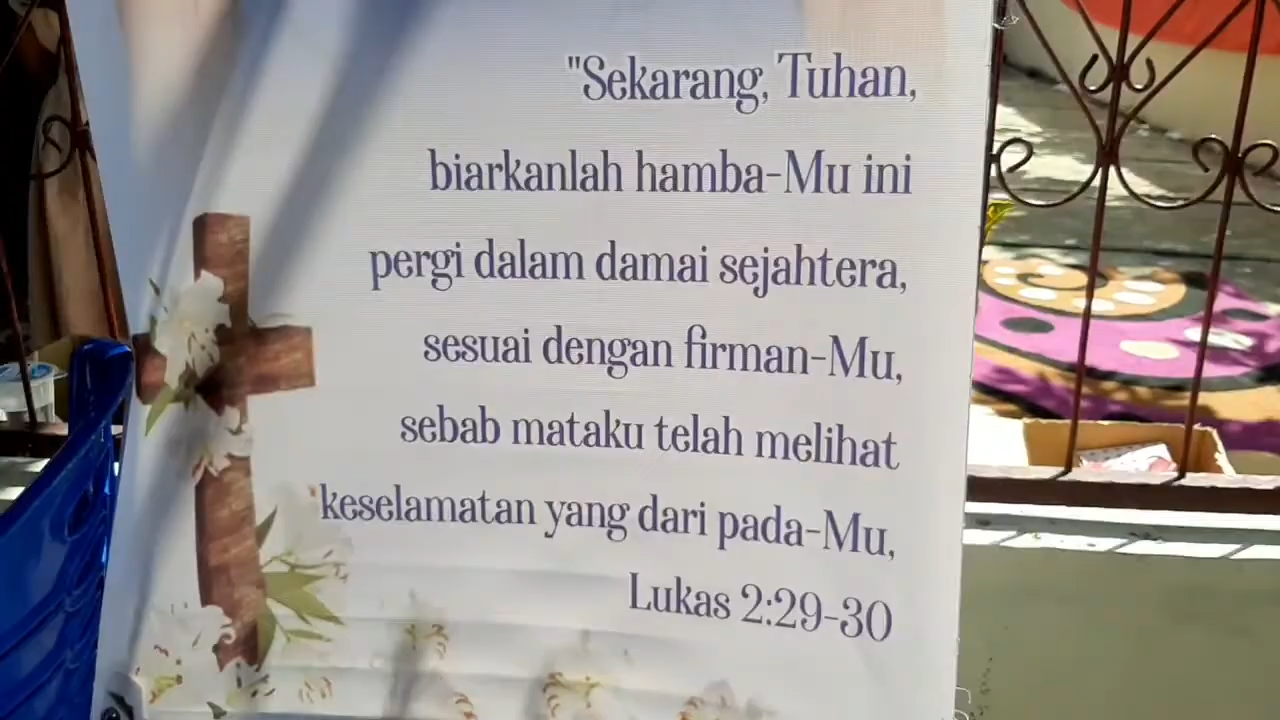 "Sekarang, Tuhan,
biarkanlah hamba-Mu ini
pergi dalam damai sejahtera,
sesuai dengan firman-Mu,
sebab mataku telah melihat
keselamatan yang dari pada-Mu,
Lukas 2:29-30